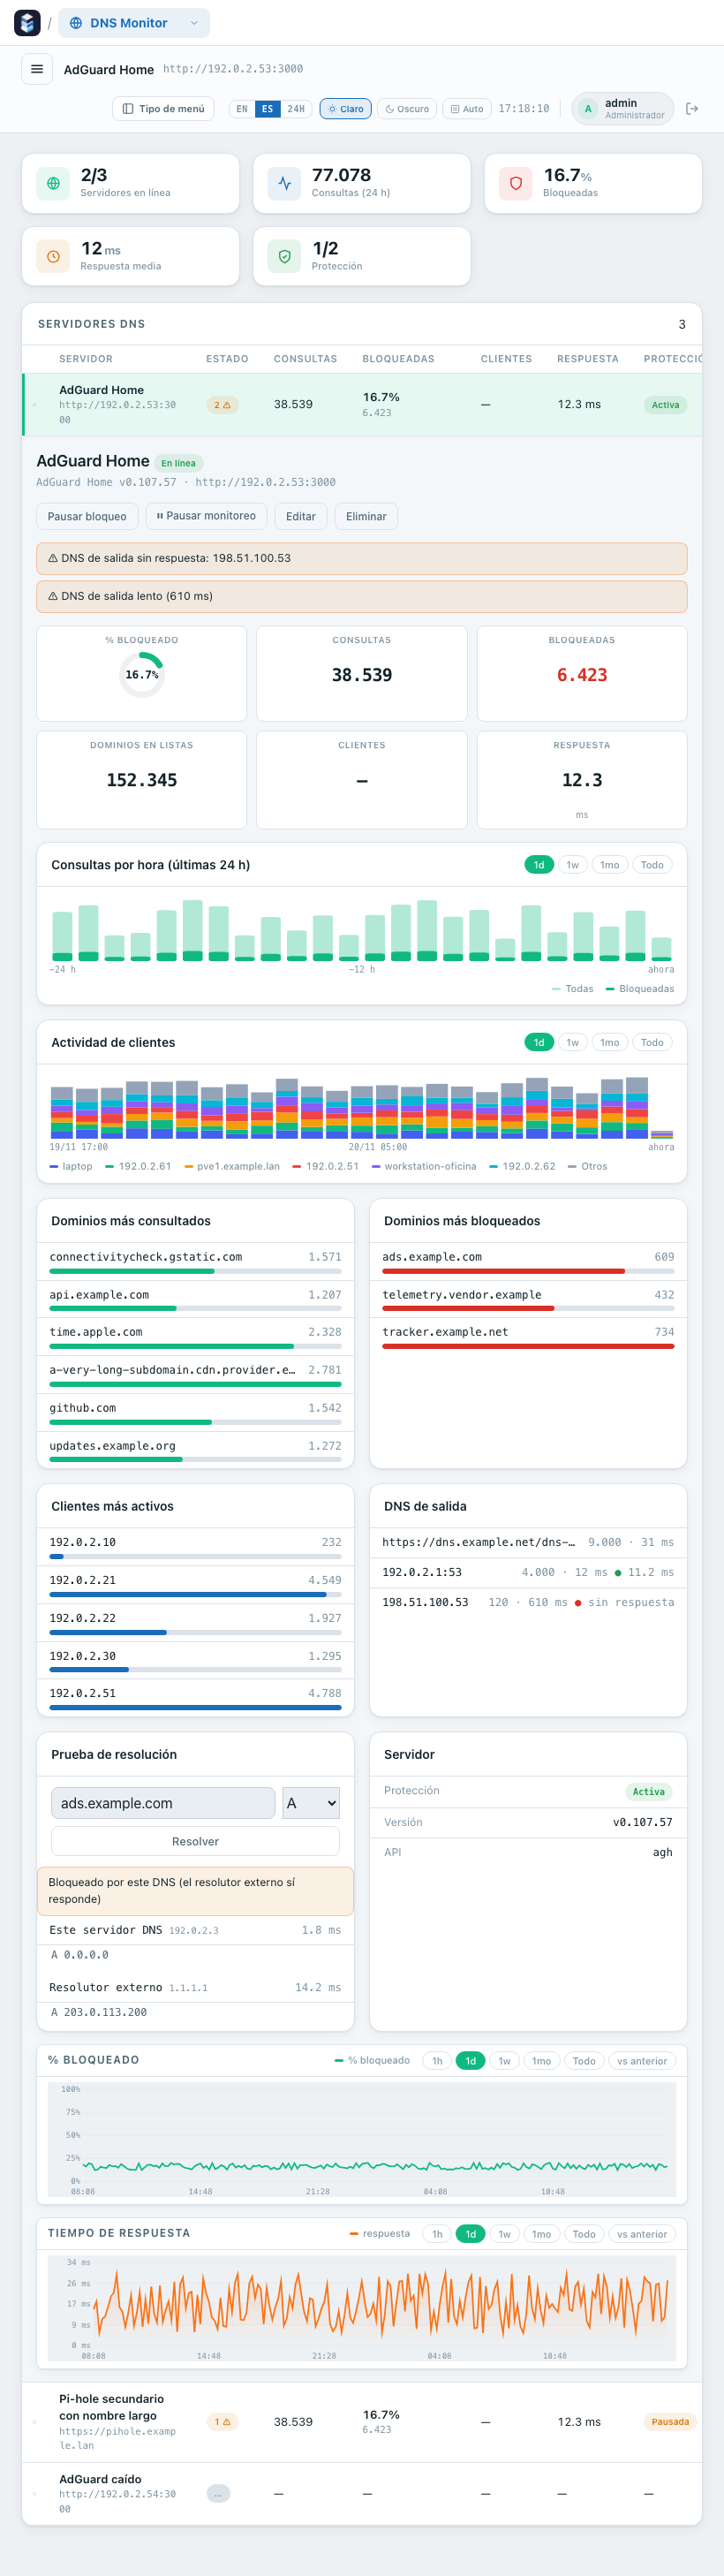 / DNS Monitor
AdGuard Home http://192.0.2.53:3000
Tipo de menú EN ES 24H Claro Oscuro Auto 17:18:10 A admin
Administrador
2/3
Servidores en línea
77.078
Consultas (24 h)
16.7%
Bloqueadas
12 ms
Respuesta media
1/2
Protección
SERVIDORES DNS 3
SERVIDOR ESTADO CONSULTAS BLOQUEADAS CLIENTES RESPUESTA PROTECCIÓ
AdGuard Home
http://192.0.2.53:30
00
2 ⚠ 38.539 16.7%
6.423
— 12.3 ms Activa
AdGuard Home En línea
AdGuard Home v0.107.57 · http://192.0.2.53:3000
Pausar bloqueo Pausar monitoreo Editar Eliminar
⚠ DNS de salida sin respuesta: 198.51.100.53
⚠ DNS de salida lento (610 ms)
% BLOQUEADO
16.7%
CONSULTAS
38.539
BLOQUEADAS
6.423
DOMINIOS EN LISTAS
152.345
CLIENTES
—
RESPUESTA
12.3
ms
Consultas por hora (últimas 24 h) 1d 1w 1mo Todo
−24 h −12 h ahora
Todas Bloqueadas
Actividad de clientes 1d 1w 1mo Todo
19/11 17:00 20/11 05:00 ahora
laptop 192.0.2.61 pve1.example.lan 192.0.2.51 workstation-oficina 192.0.2.62 Otros
Dominios más consultados
connectivitycheck.gstatic.com 1.571
api.example.com 1.207
time.apple.com 2.328
a-very-long-subdomain.cdn.provider.e… 2.781
github.com 1.542
updates.example.org 1.272
Dominios más bloqueados
ads.example.com 609
telemetry.vendor.example 432
tracker.example.net 734
Clientes más activos
192.0.2.10 232
192.0.2.21 4.549
192.0.2.22 1.927
192.0.2.30 1.295
192.0.2.51 4.788
DNS de salida
https://dns.example.net/dns-… 9.000 · 31 ms
192.0.2.1:53 4.000 · 12 ms ● 11.2 ms
198.51.100.53 120 · 610 ms ● sin respuesta
Prueba de resolución
ads.example.com A
Resolver
Bloqueado por este DNS (el resolutor externo sí
responde)
Este servidor DNS 192.0.2.3 1.8 ms
A 0.0.0.0
Resolutor externo 1.1.1.1 14.2 ms
A 203.0.113.200
Servidor
Protección Activa
Versión v0.107.57
API agh
% BLOQUEADO % bloqueado 1h 1d 1w 1mo Todo vs anterior
100%
75%
50%
25%
0%
08:08 14:48 21:28 04:08 10:48
TIEMPO DE RESPUESTA respuesta 1h 1d 1w 1mo Todo vs anterior
34 ms
26 ms
17 ms
9 ms
0 ms
08:08 14:48 21:28 04:08 10:48
Pi-hole secundario
con nombre largo
https://pihole.examp
le.lan
1 ⚠ 38.539 16.7%
6.423
— 12.3 ms Pausada
AdGuard caído
http://192.0.2.54:30
00
… — — — — —